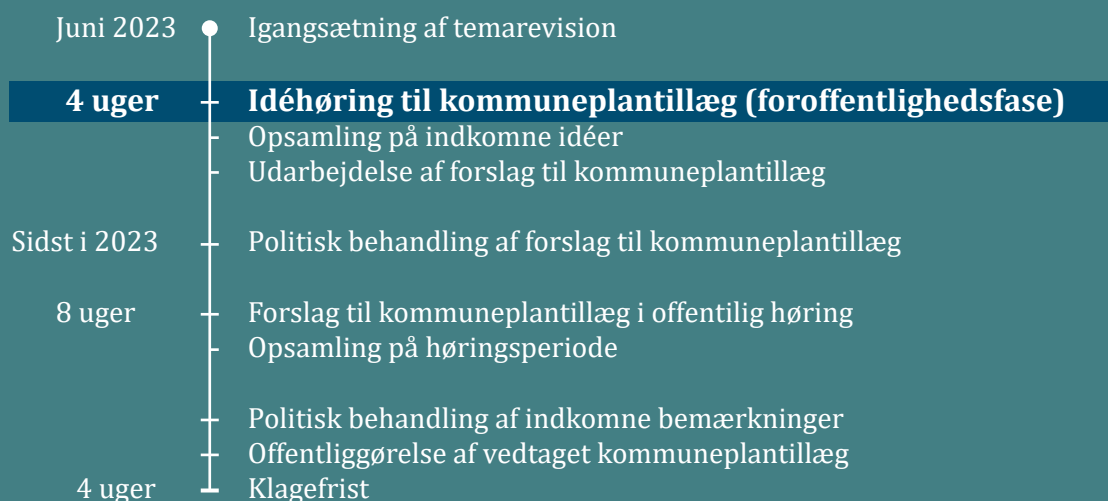 Juni 2023 Igangsætning af temarevision
4 uger Idéhøring til kommuneplantillæg (foroffentlighedsfase)
Opsamling på indkomne idéer
Udarbejdelse af forslag til kommuneplantillæg
Sidst i 2023 Politisk behandling af forslag til kommuneplantillæg
8 uger Forslag til kommuneplantillæg i offentilig høring
Opsamling på høringsperiode
Politisk behandling af indkomne bemærkninger
Offentliggørelse af vedtaget kommuneplantillæg
4 uger Klagefrist